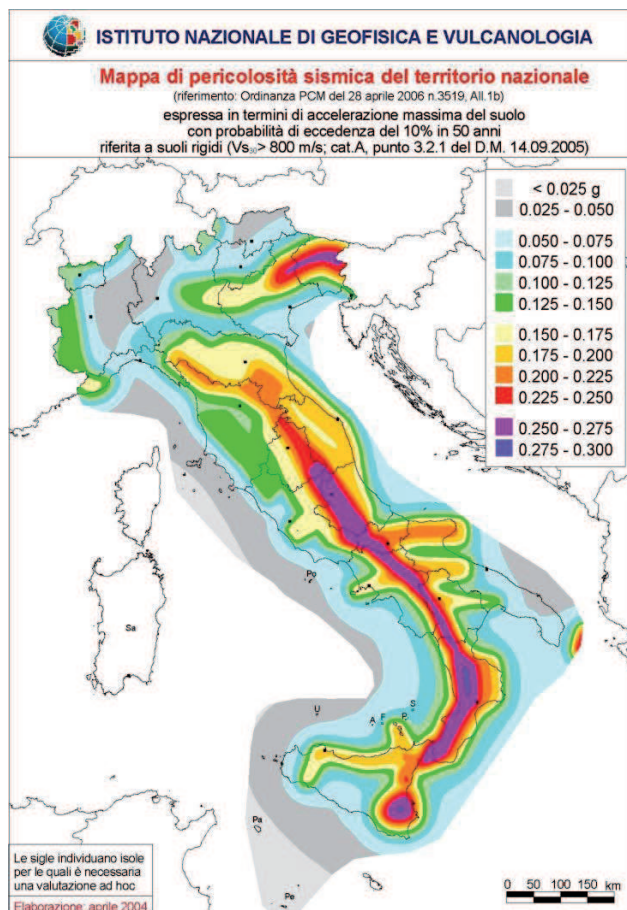 ISTITUTO NAZIONALE DI GEOFISICA E VULCANOLOGIA
Mappa di pericolosità sismica del territorio nazionale
(riferimento: Ordinanza PCM del 28 aprile 2006 n.3519, All.1b)
espressa in termini di accelerazione massima del suolo
con probabilità di eccedenza del 10% in 50 anni
riferita a suoli rigidi (Vs30> 800 m/s; cat.A, punto 3.2.1 del D.M. 14.09.2005)
< 0.025 g
0.025 - 0.050
0.050 - 0.075
0.075 - 0.100
0.100 - 0.125
0.125 - 0.150
0.150 - 0.175
0.175 - 0.200
0.200 - 0.225
0.225 - 0.250
0.250 - 0.275
0.275 - 0.300
Po
Sa
U
A F P S
Pa
Pe
Le sigle individuano isole
per le quali è necessaria
una valutazione ad hoc
Elaborazione: aprile 2004
0 50 100 150 km